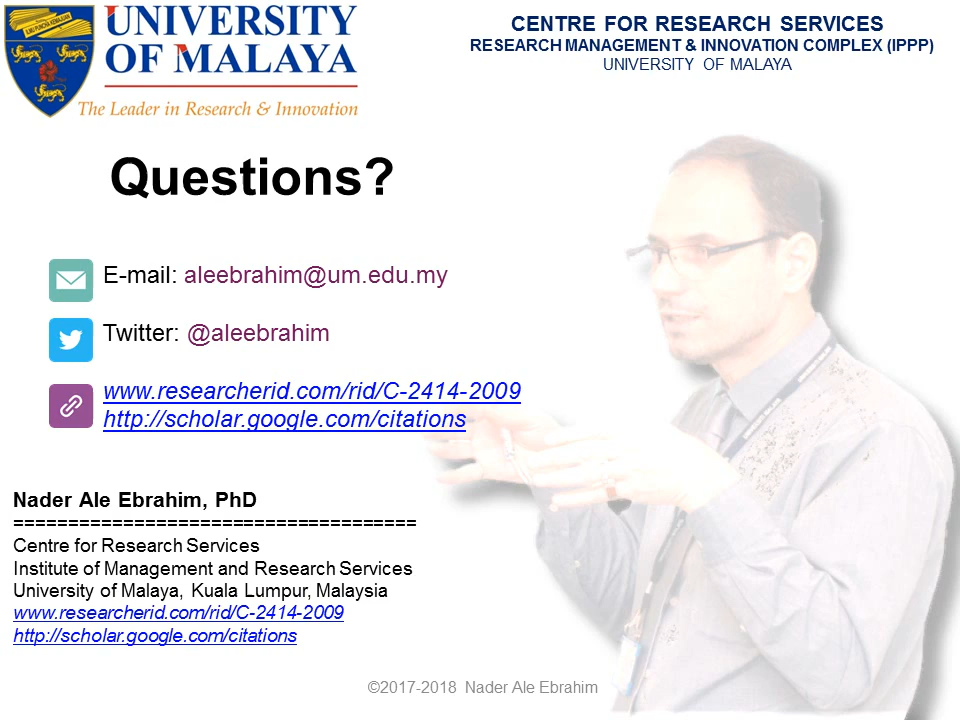 UNIVERSITY
OF MALAYA
The Leader in Research & Innovation
CENTRE FOR RESEARCH SERVICES
RESEARCH MANAGEMENT & INNOVATION COMPLEX (IPPP)
UNIVERSITY OF MALAYA
Questions?
E-mail: aleebrahim@um.edu.my
Twitter: @aleebrahim
www.researcherid.com/rid/C-2414-2009
http://scholar.google.com/citations
Nader Ale Ebrahim, PhD
=====================================
Centre for Research Services
Institute of Management and Research Services
University of Malaya, Kuala Lumpur, Malaysia
www.researcherid.com/rid/C-2414-2009
http://scholar.google.com/citations
©2017-2018 Nader Ale Ebrahim